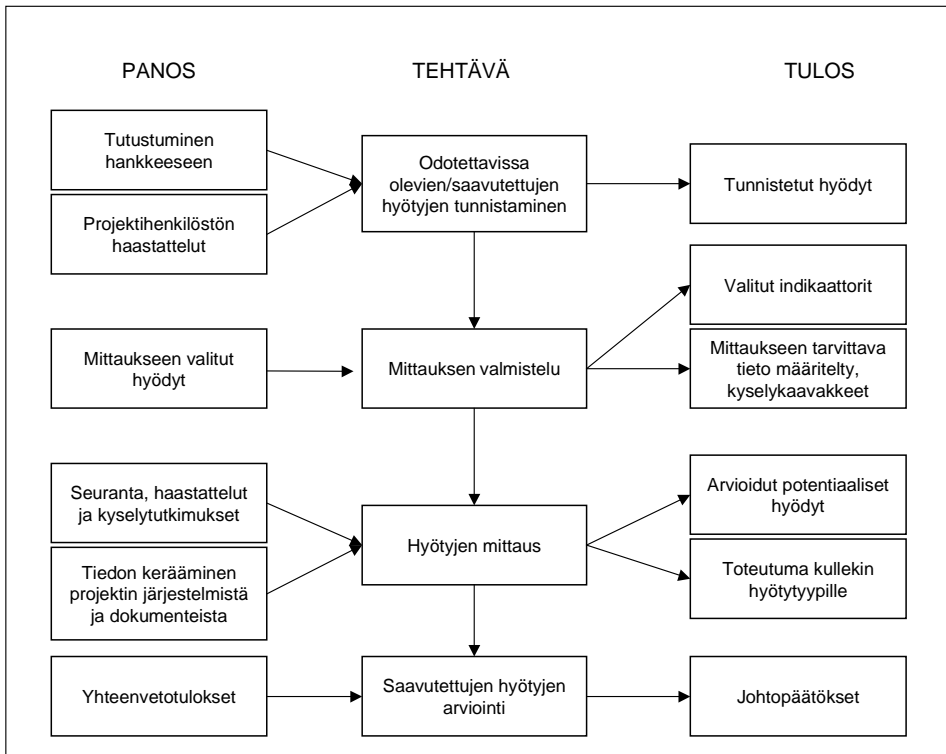 PANOS
TEHTÄVÄ
TULOS
Tutustuminen
hankkeeseen
Projektihenkilöstön
haastattelut
Odotettavissa
olevien/saavutettujen
hyötyjen tunnistaminen
Tunnistetut hyödyt
Mittaukseen valitut
hyödyt
Mittauksen valmistelu
Valitut indikaattorit
Mittaukseen tarvittava
tieto määritelty,
kyselykaavakkeet
Seuranta, haastattelut
ja kyselytutkimukset
Tiedon kerääminen
projektin järjestelmistä
ja dokumenteista
Hyötyjen mittaus
Arvioidut potentiaaliset
hyödyt
Toteutuma kullekin
hyötytyypille
Yhteenvetotulokset
Saavutettujen hyötyjen
arviointi
Johtopäätökset